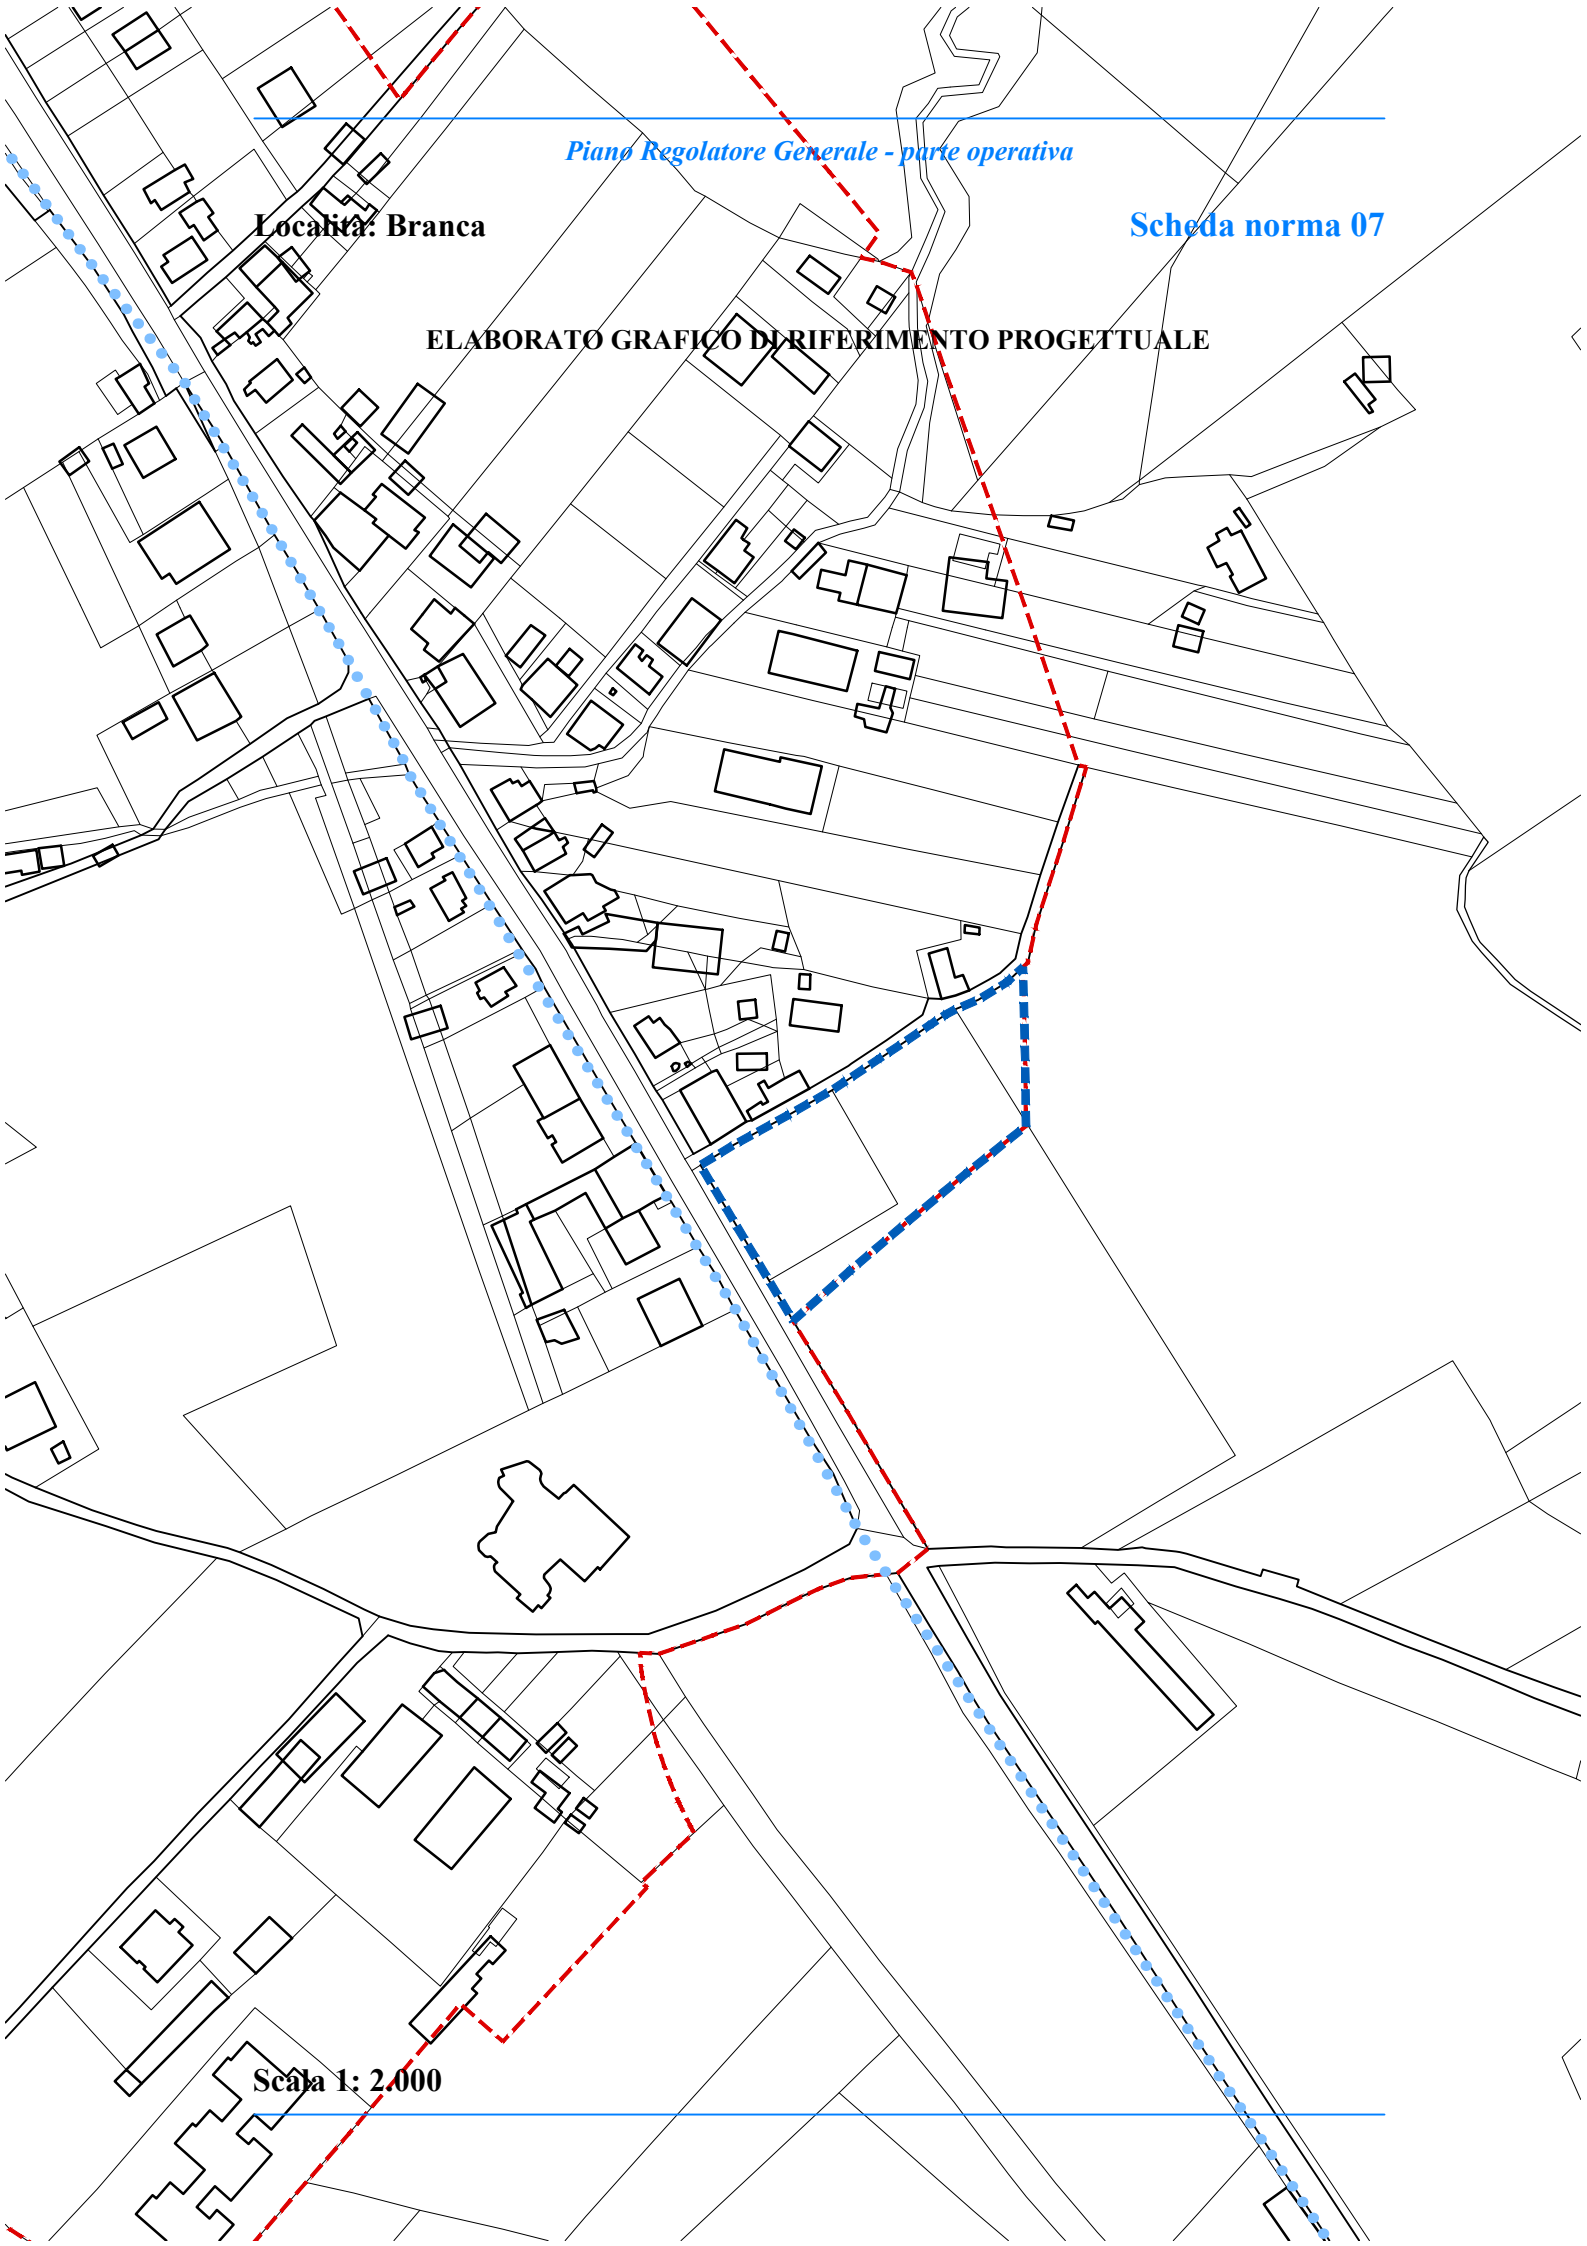 Piano Regolatore Generale - parte operativa
Località: Branca
Scheda norma 07
ELABORATO GRAFICO DI RIFERIMENTO PROGETTUALE
Scala 1: 2.000